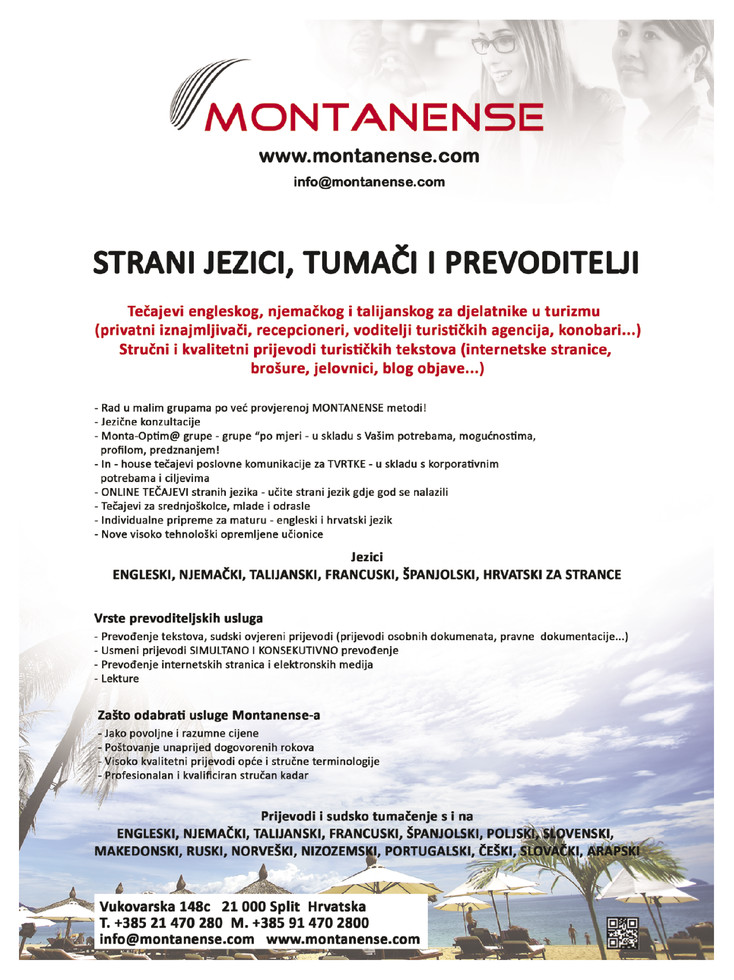 MONTANENSE
www.montanense.com
info@montanense.com
STRANI JEZICI, TUMAČI I PREVODITELJI
Tečajevi engleskog, njemačkog i talijanskog za djelatnike u turizmu
(privatni iznajmljivači, recepcioneri, voditelji turističkih agencija, konobari...)
Stručni i kvalitetni prijevodi turističkih tekstova (internetske stranice,
brošure, jelovnici, blog objave...)
- Rad u malim grupama po već provjerenoj MONTANENSE metodi!
- Jezične konzultacije
- Monta-Optim@ grupe - grupe “po mjeri - u skladu s Vašim potrebama, mogućnostima,
profilom, predznanjem!
- In - house tečajevi poslovne komunikacije za TVRTKE - u skladu s korporativnim
potrebama i ciljevima
- ONLINE TEČAJEVI stranih jezika - učite strani jezik gdje god se nalazili
- Tečajevi za srednjoškolce, mlade i odrasle
- Individualne pripreme za maturu - engleski i hrvatski jezik
- Nove visoko tehnološki opremljene učionice
Jezici
ENGLESKI, NJEMAČKI, TALIJANSKI, FRANCUSKI, ŠPANJOLSKI, HRVATSKI ZA STRANCE
Vrste prevoditeljskih usluga
- Prevođenje tekstova, sudski ovjereni prijevodi (prijevodi osobnih dokumenata, pravne dokumentacije...)
- Usmeni prijevodi SIMULTANO I KONSEKUTIVNO prevođenje
- Prevođenje internetskih stranica i elektronskih medija
- Lekture
Zašto odabrati usluge Montanense-a
- Jako povoljne i razumne cijene
- Poštovanje unaprijed dogovorenih rokova
- Visoko kvalitetni prijevodi opće i stručne terminologije
- Profesionalan i kvalificiran stručan kadar
Prijevodi i sudsko tumačenje s i na
ENGLESKI, NJEMAČKI, TALIJANSKI, FRANCUSKI, ŠPANJOLSKI, POLJSKI, SLOVENSKI,
MAKEDONSKI, RUSKI, NORVEŠKI, NIZOZEMSKI, PORTUGALSKI, ČEŠKI, SLOVAČKI, ARAPSKI
Vukovarska 148c 21 000 Split Hrvatska
T. +385 21 470 280 M. +385 91 470 2800
info@montanense.com www.montanense.com